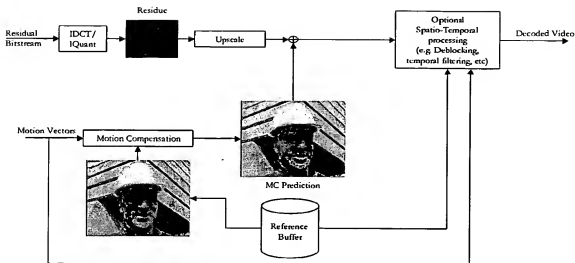 Residual
Bitstream
IDCT/
IQuant
Residue
Upscale
Optional
Spatio-Temporal
processing
(e.g. Deblocking,
temporal filtering, etc)
Decoded Video
Motion Vectors
Motion Compensation
MC Prediction
Reference
Buffer